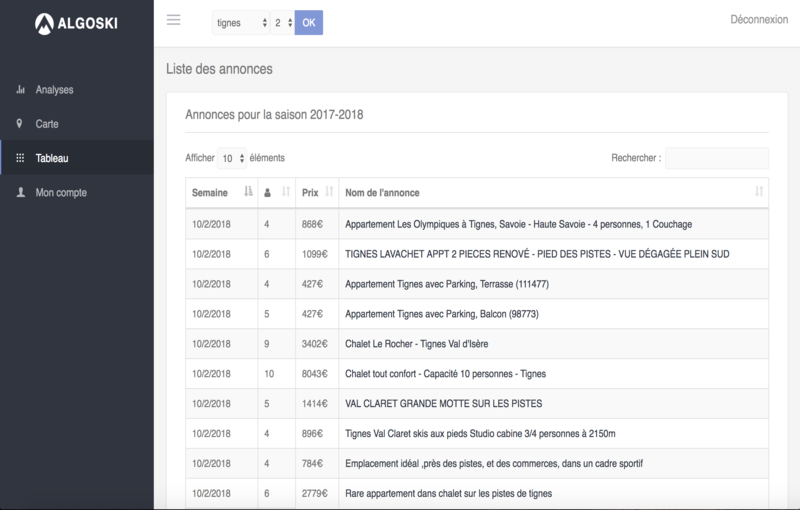 ALGOSKI
tignes 2 OK
Déconnexion
Analyses
Carte
Tableau
Mon compte
Liste des annonces
Annonces pour la saison 2017-2018
Afficher 10 éléments
Rechercher :
Semaine Prix Nom de l'annonce
10/2/2018 4 868€ Appartement Les Olympiques à Tignes, Savoie - Haute Savoie - 4 personnes, 1 Couchage
10/2/2018 6 1099€ TIGNES LAVACHET APPT 2 PIECES RENOVÉ - PIED DES PISTES - VUE DÉGAGÉE PLEIN SUD
10/2/2018 4 427€ Appartement Tignes avec Parking, Terrasse (111477)
10/2/2018 5 427€ Appartement Tignes avec Parking, Balcon (98773)
10/2/2018 9 3402€ Chalet Le Rocher - Tignes Val d'Isère
10/2/2018 10 8043€ Chalet tout confort - Capacité 10 personnes - Tignes
10/2/2018 5 1414€ VAL CLARET GRANDE MOTTE SUR LES PISTES
10/2/2018 4 896€ Tignes Val Claret skis aux pieds Studio cabine 3/4 personnes à 2150m
10/2/2018 4 784€ Emplacement idéal ,près des pistes, et des commerces, dans un cadre sportif
10/2/2018 6 2779€ Rare appartement dans chalet sur les pistes de tignes